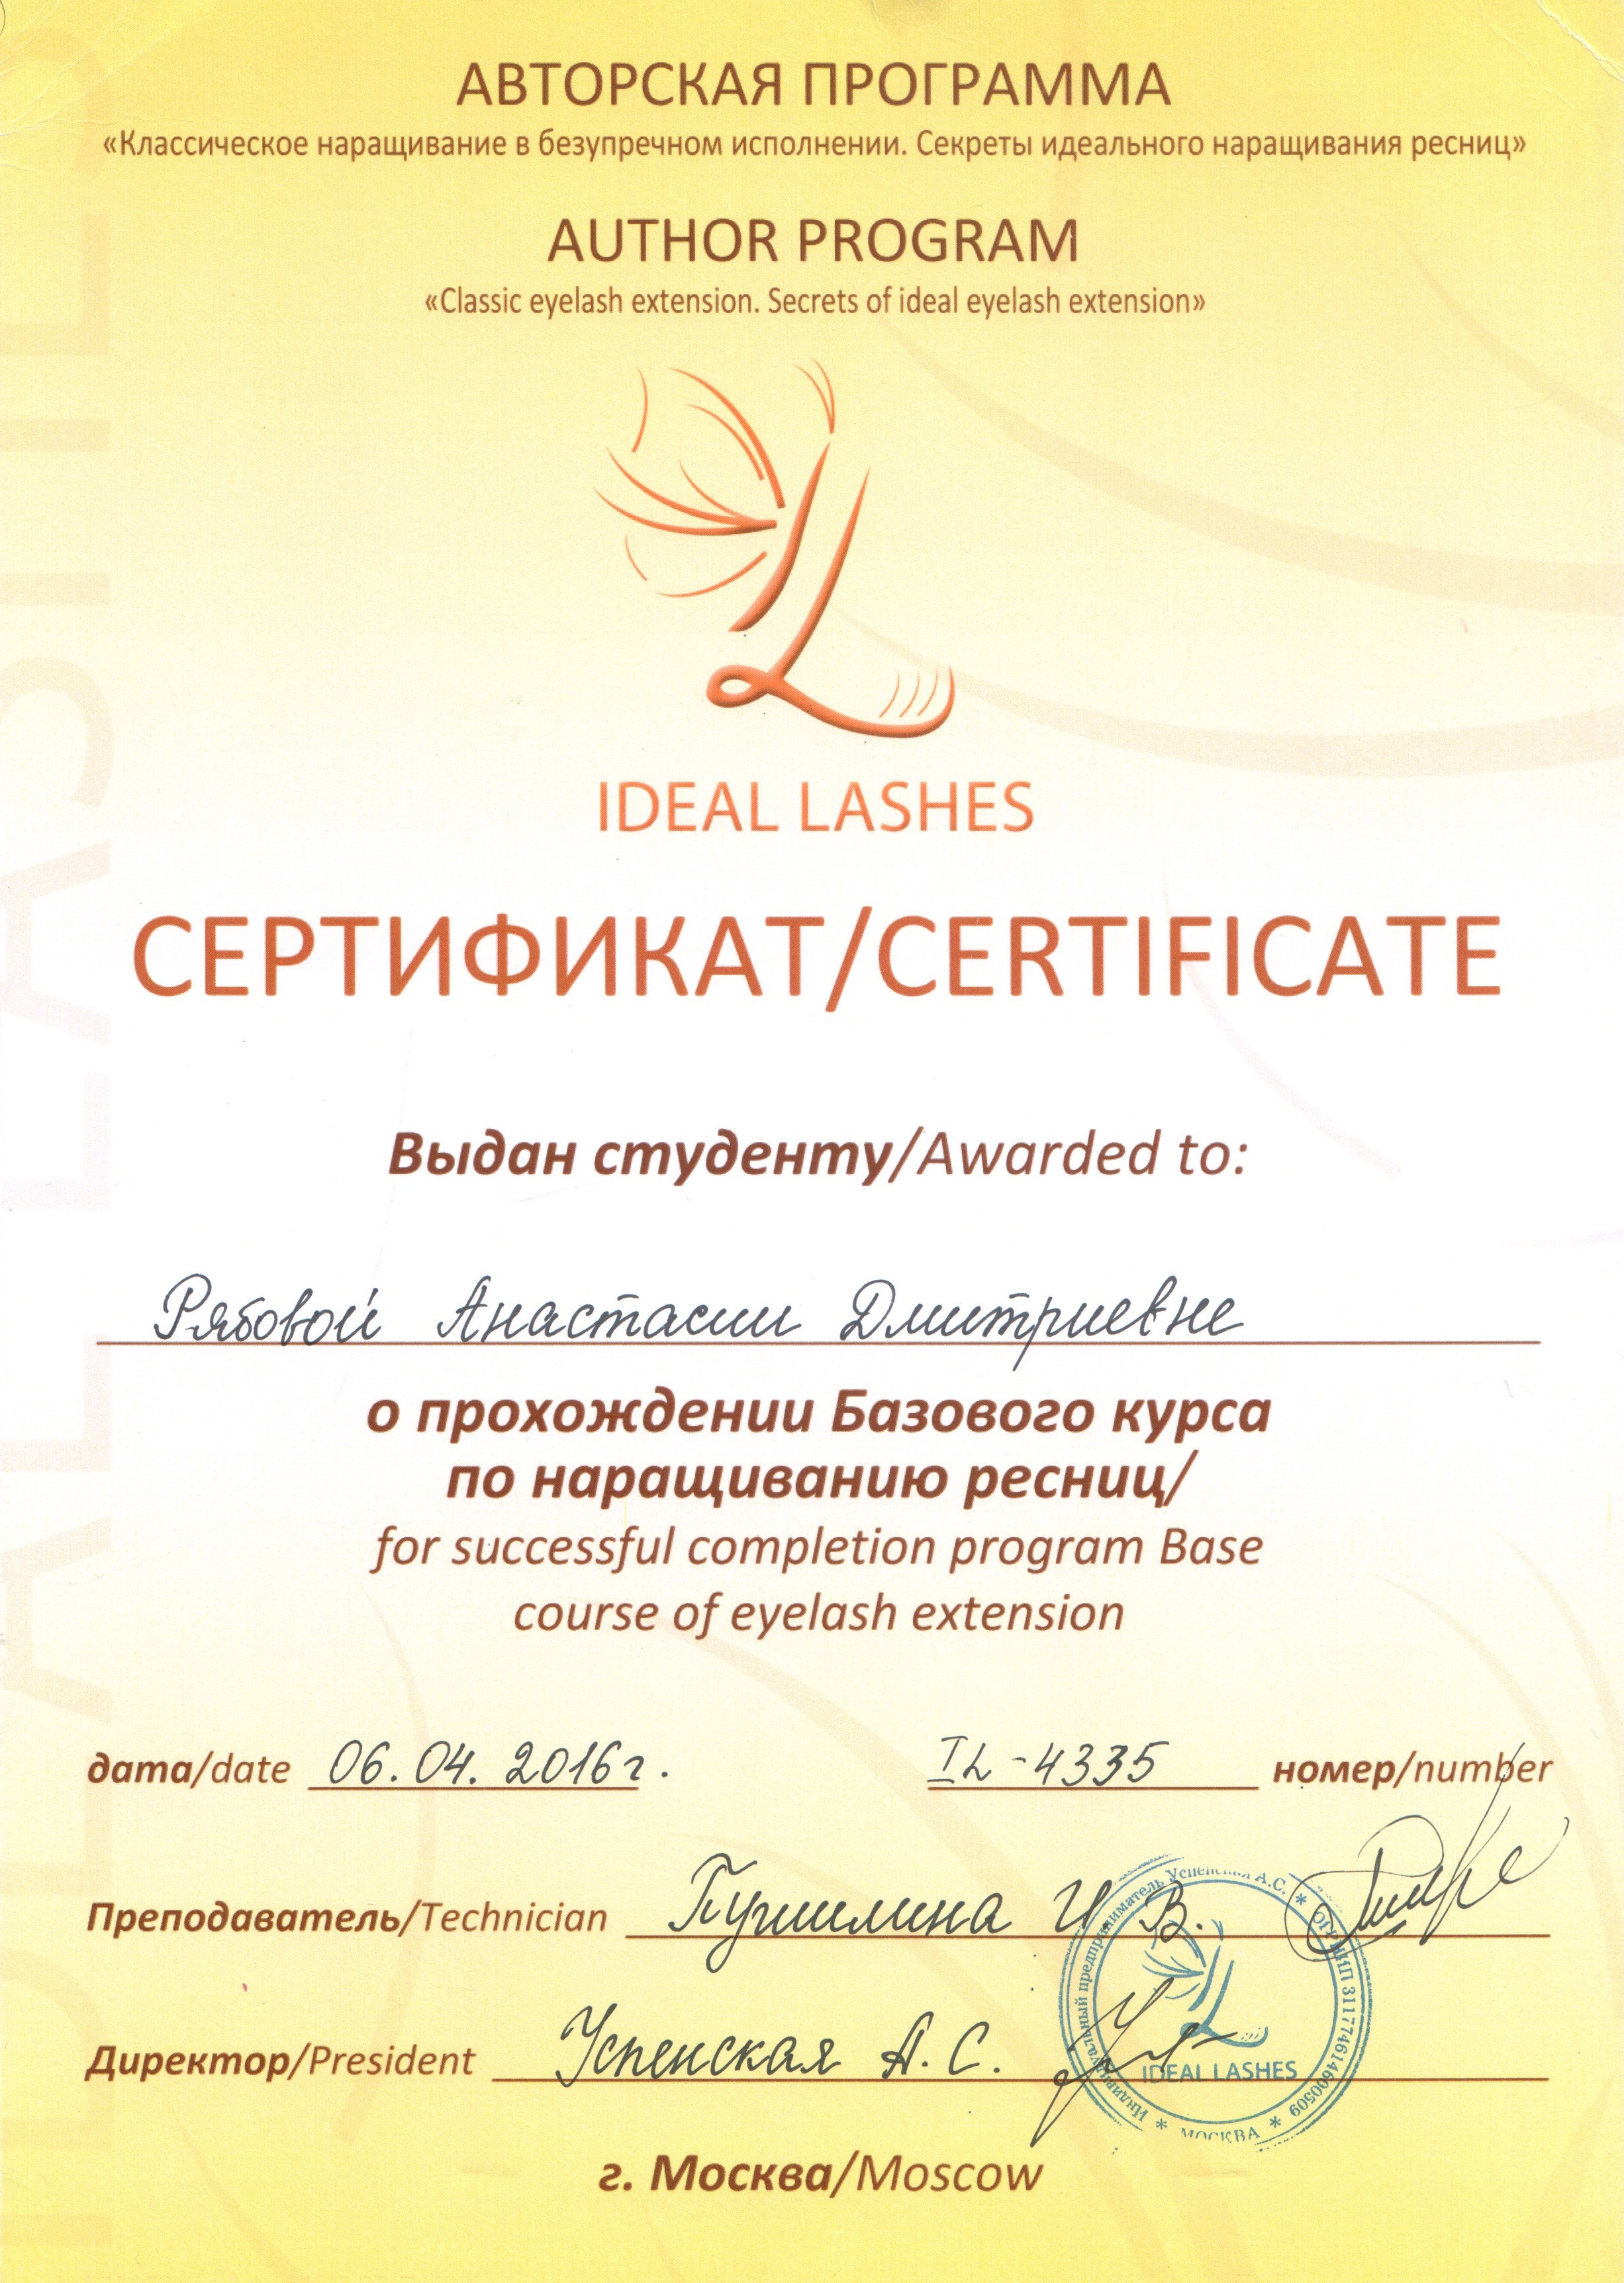 АВТОРСКАЯ ПРОГРАММА
«Классическое наращивание в безупречном исполнении. Секреты идеального наращивания ресниц»
AUTHOR PROGRAM
«Classic eyelash extension. Secrets of ideal eyelash extension»
IDEAL LASHES
СЕРТИФИКАТ/CERTIFICATE
Выдан студенту/Awarded to:
Рябовой Анастасии Дмитриевне
о прохождении Базового курса
по наращиванию ресниц/
for successful completion program Base
course of eyelash extension
дата/date 06.04.2016г. IL-4335 номер/number
Преподаватель/Technician И. В.
Директор/President Успенская А. С.
Индивидуальный предприниматель Успенская А.С. * ОГРНИП 311774614600509 * МОСКВА *
IDEAL LASHES
г. Москва/Moscow
IDEAL LASHES